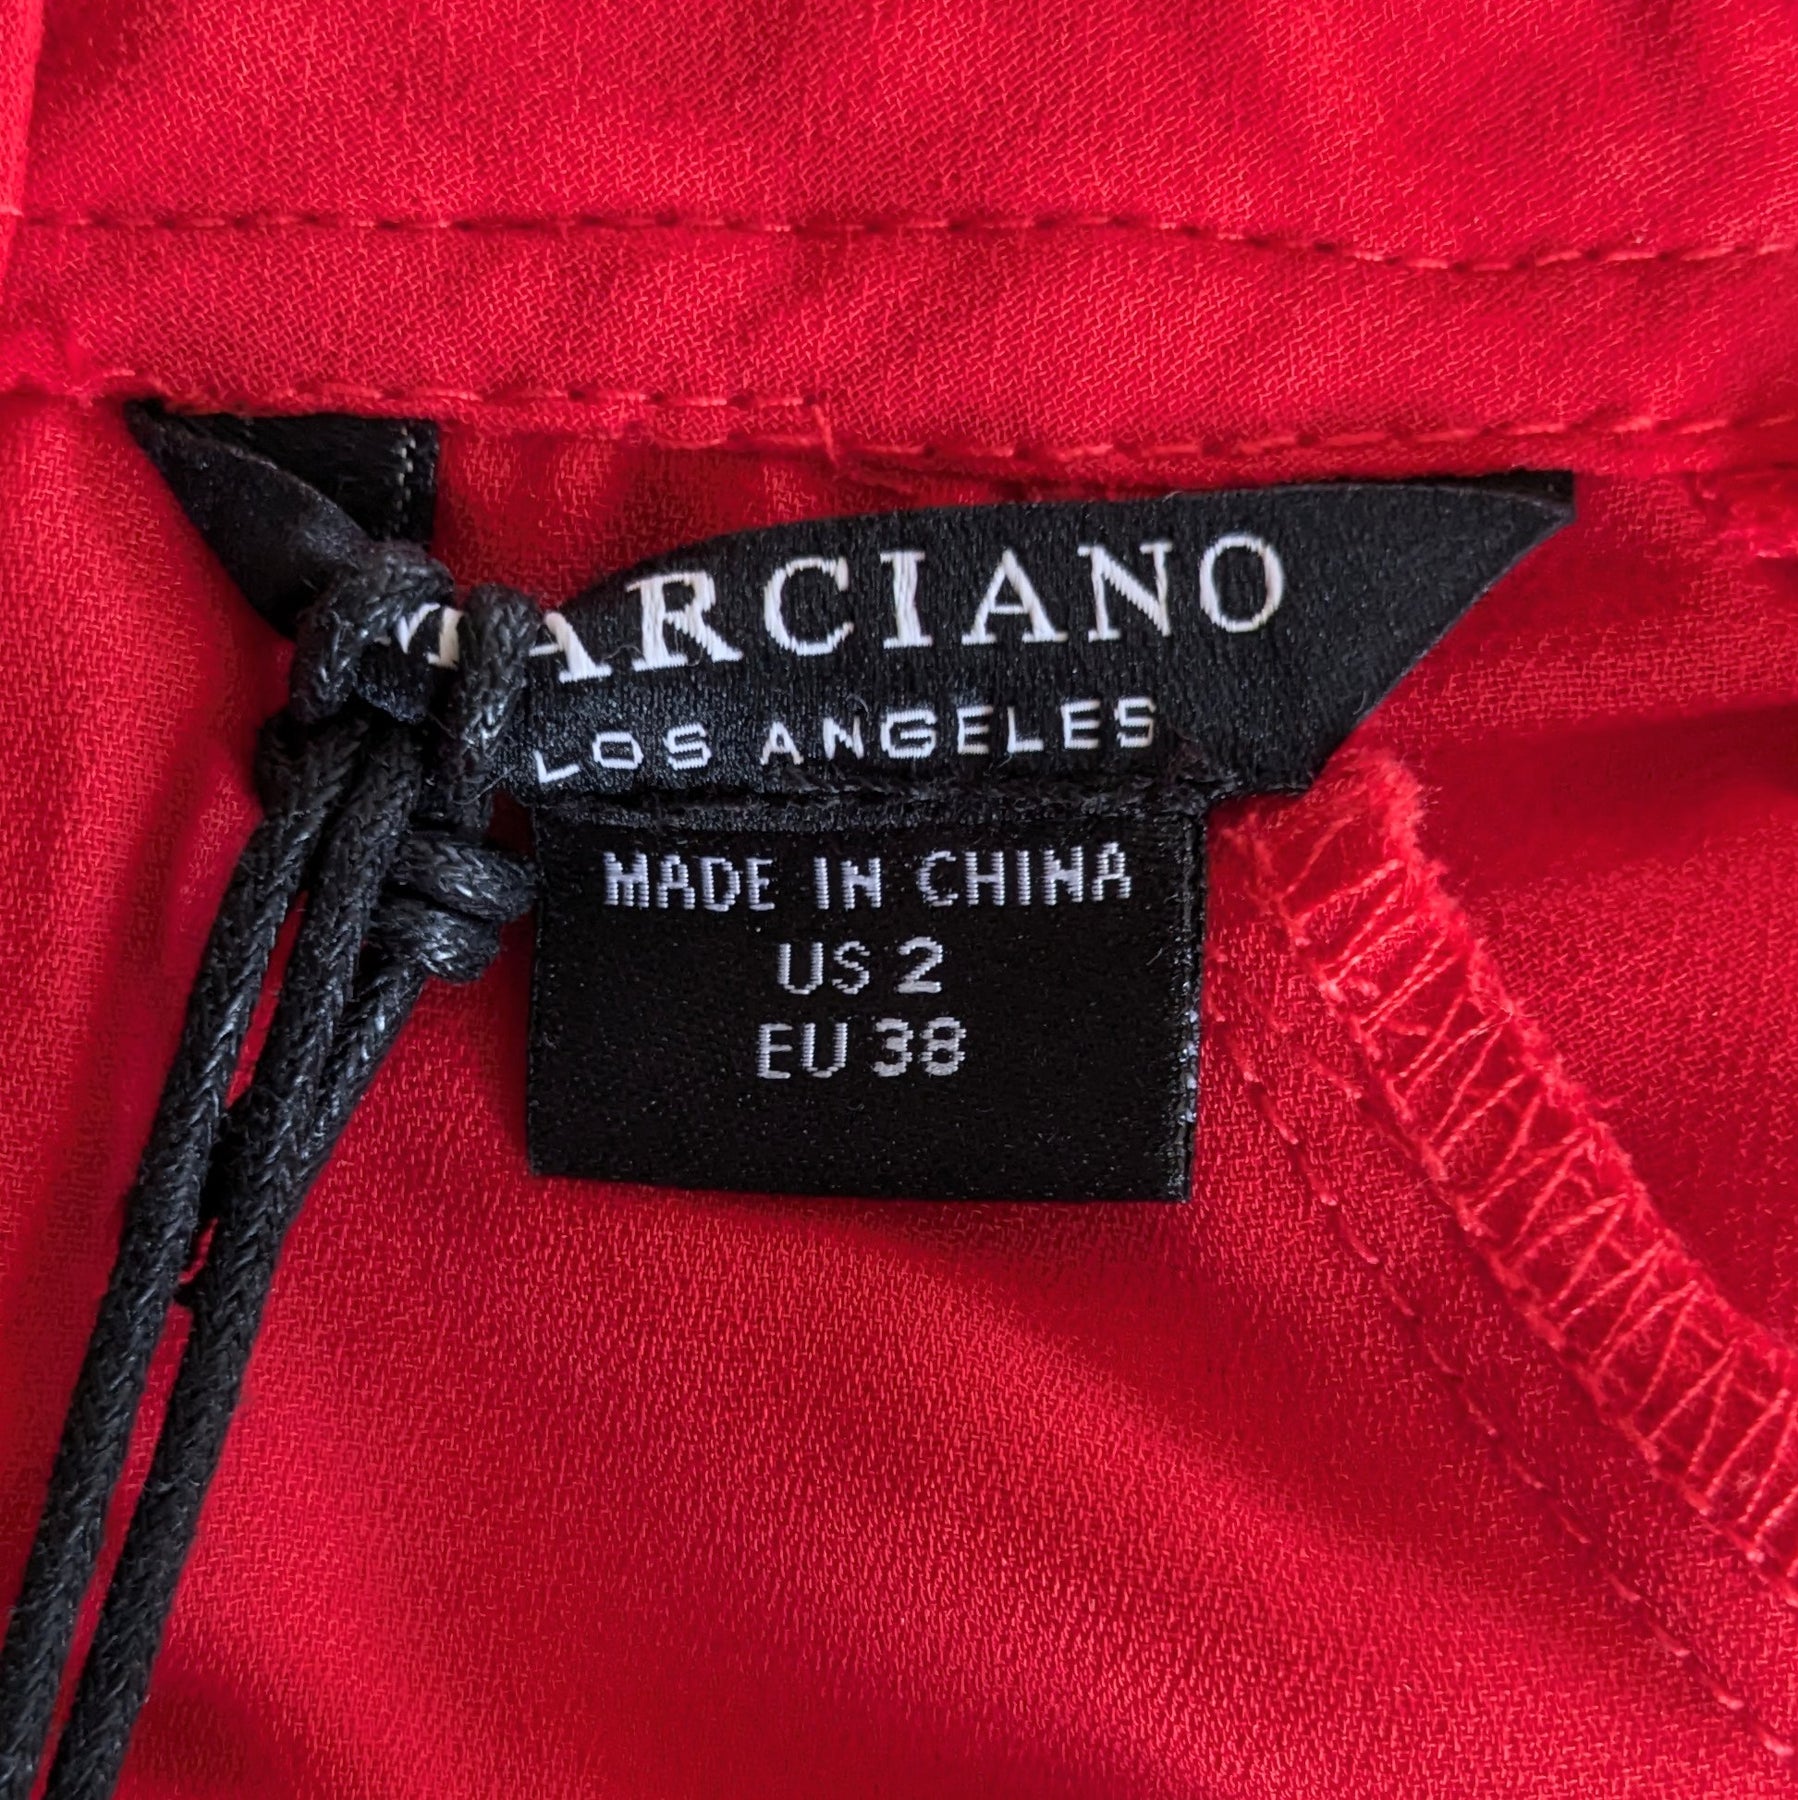 MARCIANO
LOS ANGELES
MADE IN CHINA
US 2
EU 38